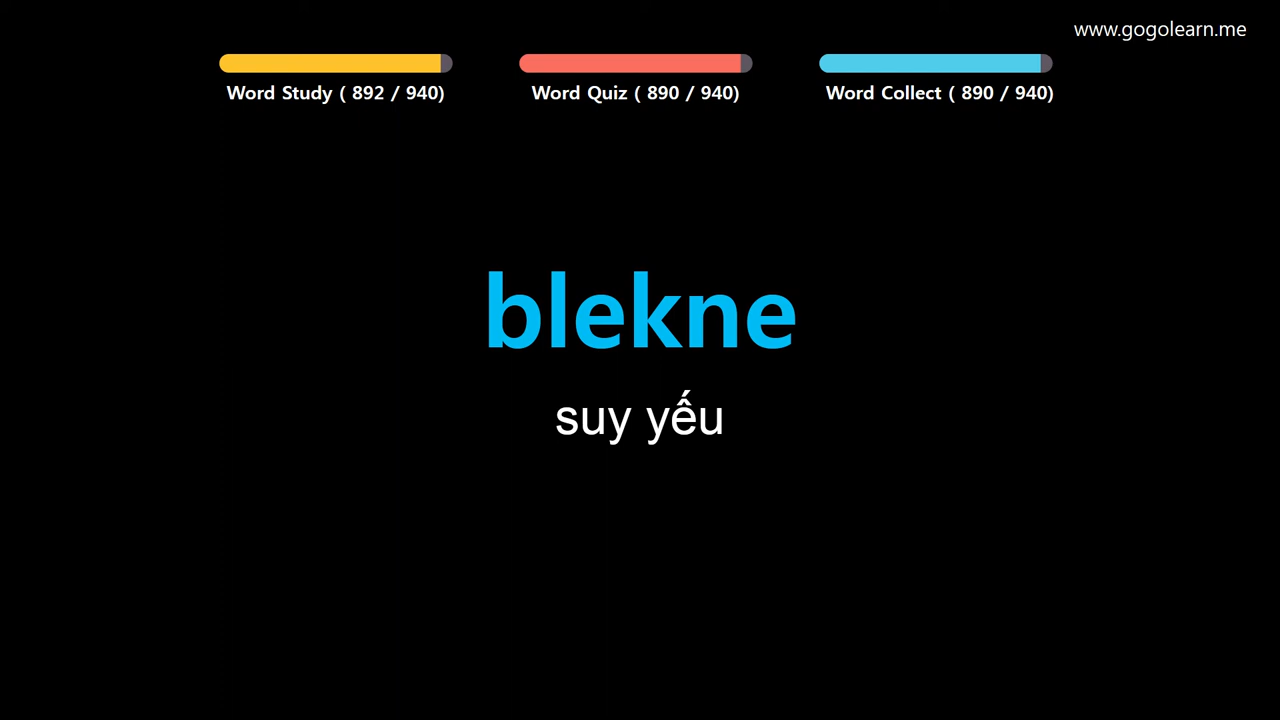 www.gogolearn.me
Word Study ( 892 / 940)
Word Quiz ( 890 / 940)
Word Collect ( 890 / 940)
blekne
suy yếu